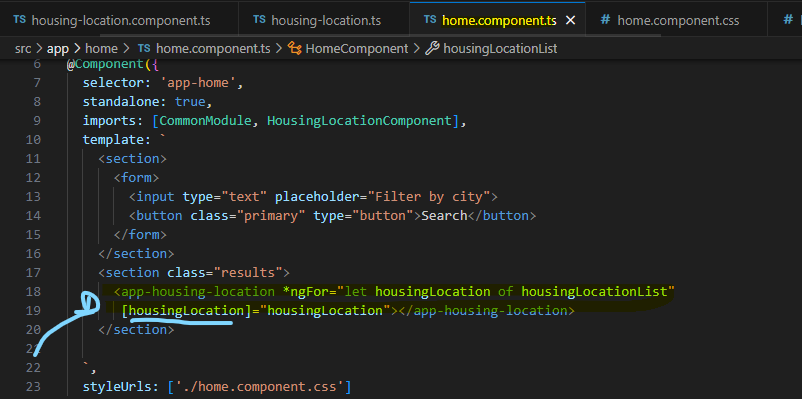 TS housing-location.component.ts TS housing-location.ts TS home.component.ts × # home.component.css #
src > app > home > TS home.component.ts > HomeComponent > housingLocationList
6 @Component({
7 selector: 'app-home',
8 standalone: true,
9 imports: [CommonModule, HousingLocationComponent],
10 template: `
11 <section>
12 <form>
13 <input type="text" placeholder="Filter by city">
14 <button class="primary" type="button">Search</button>
15 </form>
16 </section>
17 <section class="results">
18 <app-housing-location *ngFor="let housingLocation of housingLocationList"
19 [housingLocation]="housingLocation"></app-housing-location>
20 </section>
21
22 `,
23 styleUrls: ['./home.component.css']